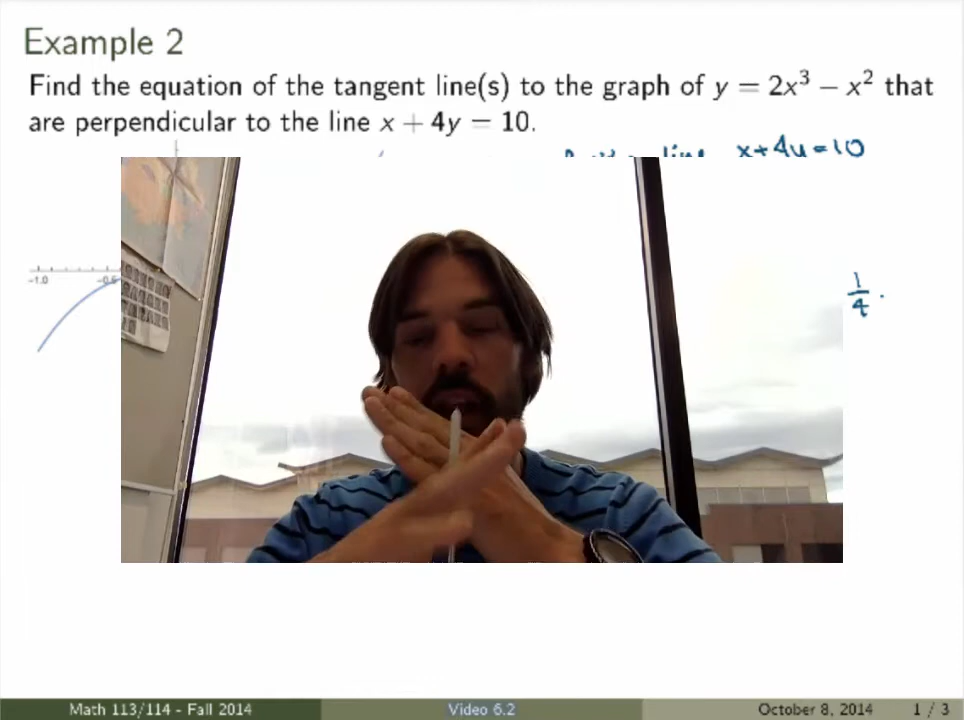 Example 2
Find the equation of the tangent line(s) to the graph of y = 2x³ − x² that
are perpendicular to the line x + 4y = 10.
line x+4y=10
-1.0
1/4.
Math 113/114 - Fall 2014 Video 6.2 October 8, 2014 1 / 3